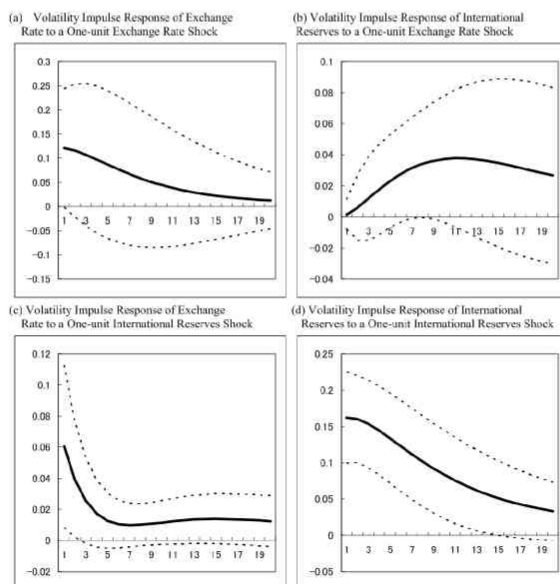 (a) Volatility Impulse Response of Exchange
Rate to a One-unit Exchange Rate Shock
0.3
0.25
0.2
0.15
0.1
0.05
0
-0.05
-0.1
-0.15
1 3 5 7 9 11 13 15 17 19
(b) Volatility Impulse Response of International
Reserves to a One-unit Exchange Rate Shock
0.1
0.08
0.06
0.04
0.02
0
-0.02
-0.04
1 3 5 7 9 11 13 15 17 19
(c) Volatility Impulse Response of Exchange
Rate to a One-unit International Reserves Shock
0.12
0.1
0.08
0.06
0.04
0.02
0
-0.02
1 3 5 7 9 11 13 15 17 19
(d) Volatility Impulse Response of International
Reserves to a One-unit International Reserves Shock
0.25
0.2
0.15
0.1
0.05
0
-0.05
1 3 5 7 9 11 13 15 17 19